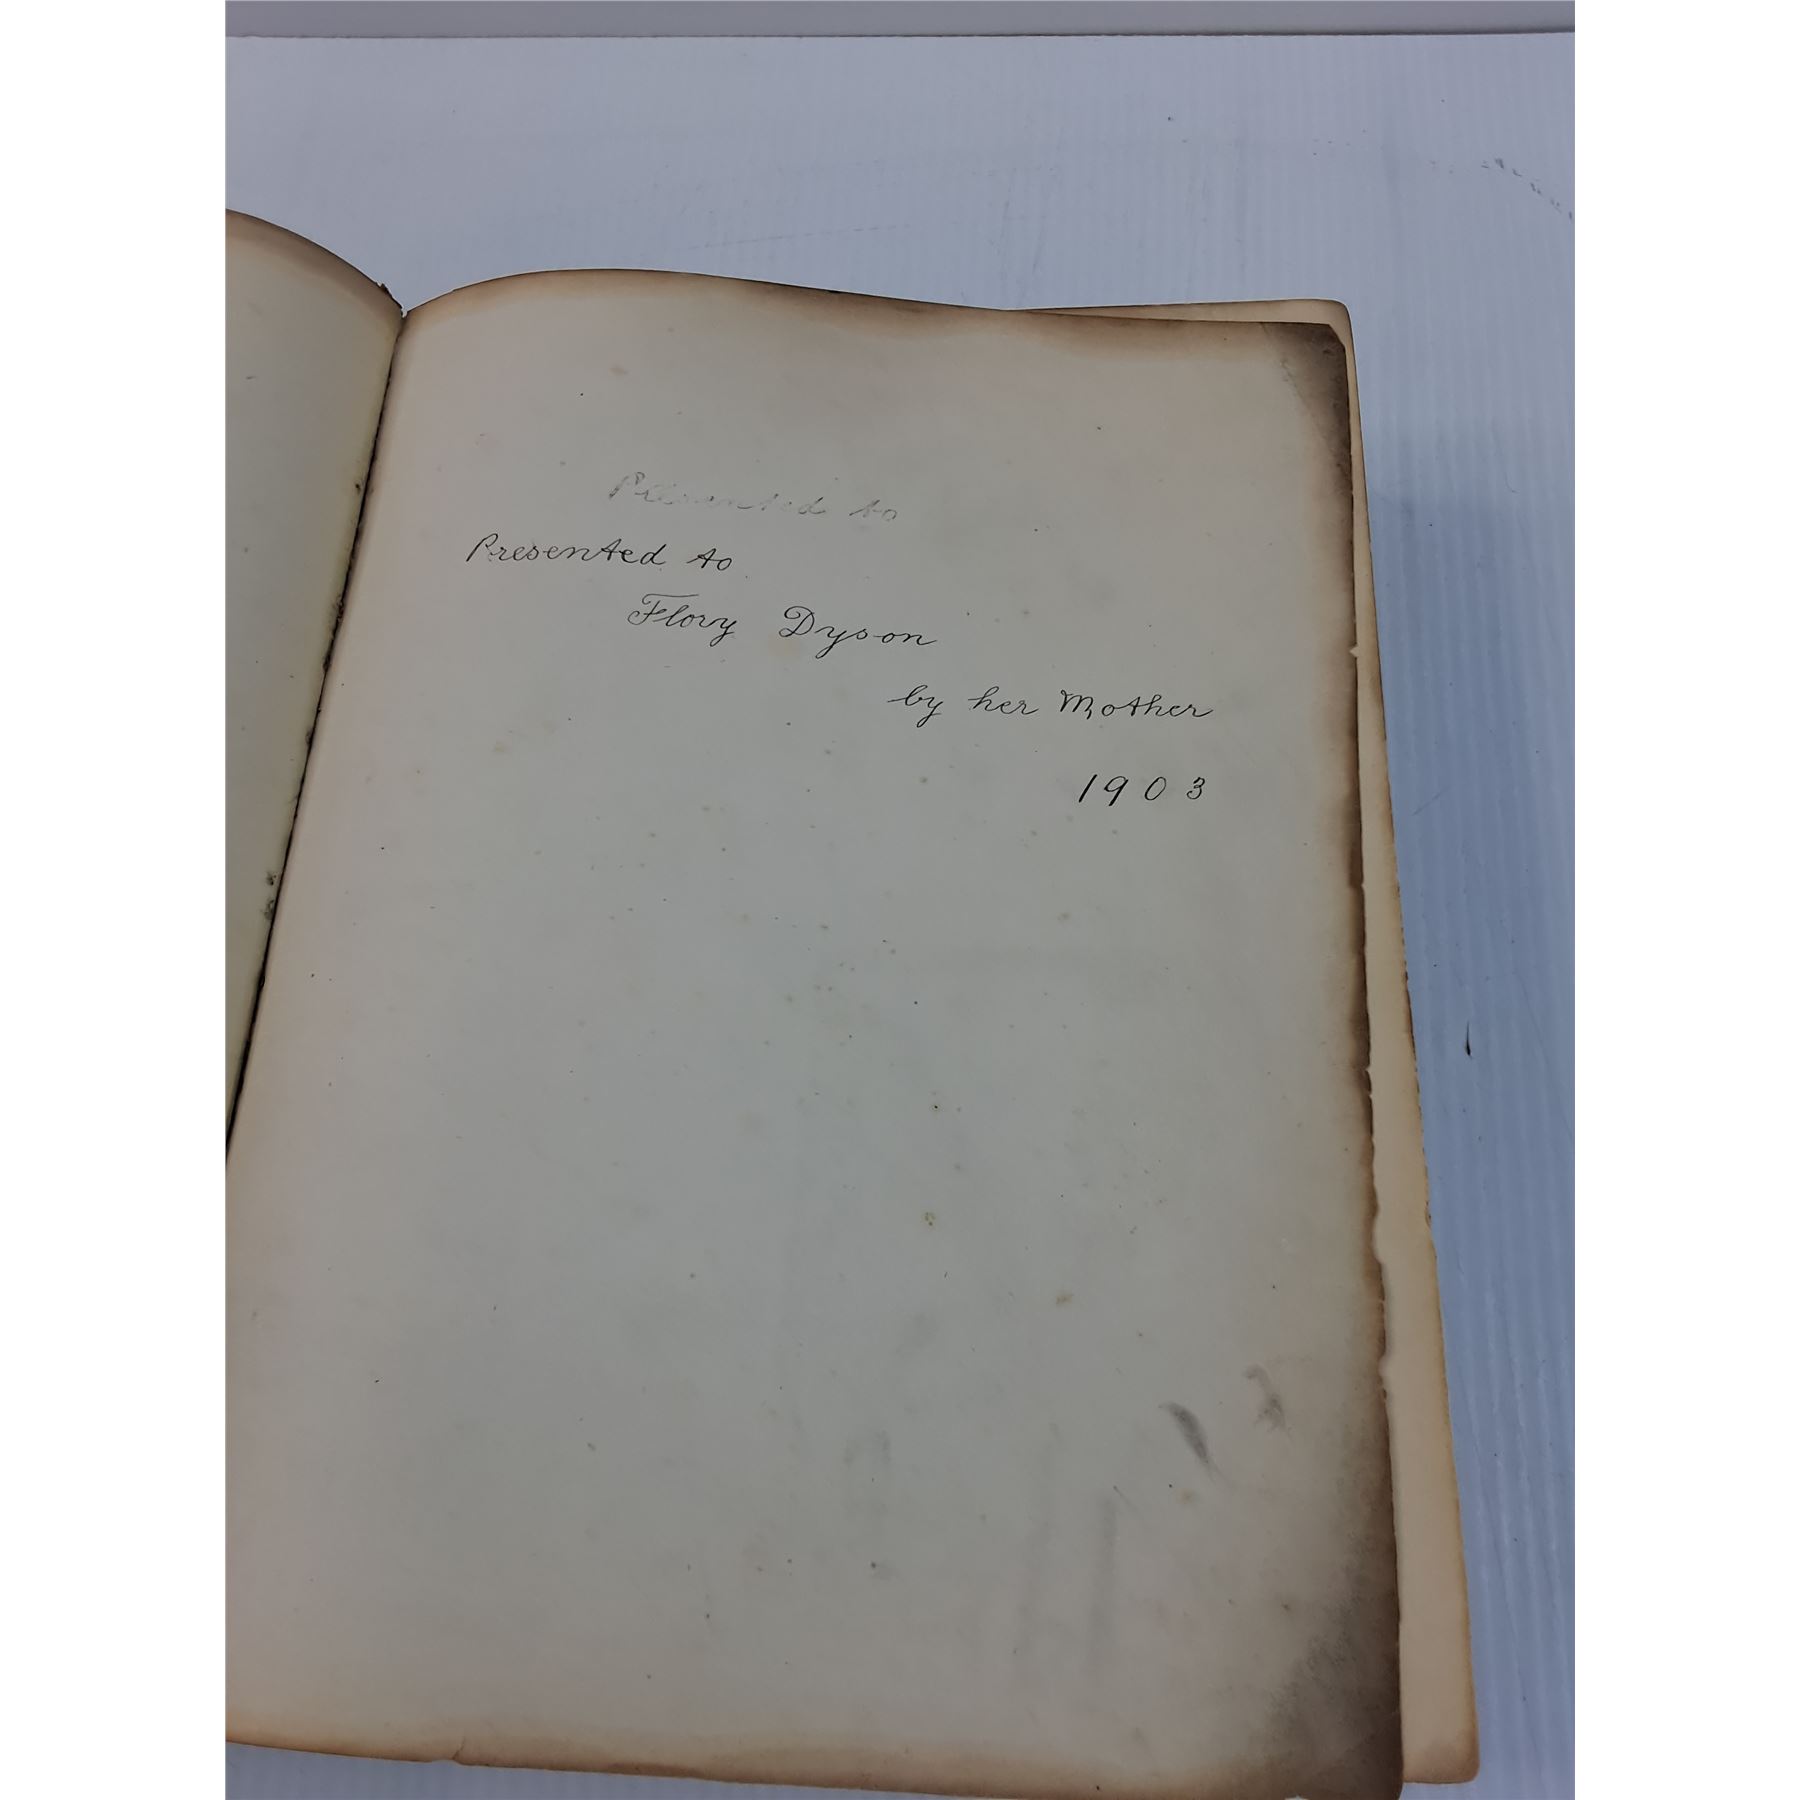 Presented to
Presented to
Flory Dyson
by her Mother
1903